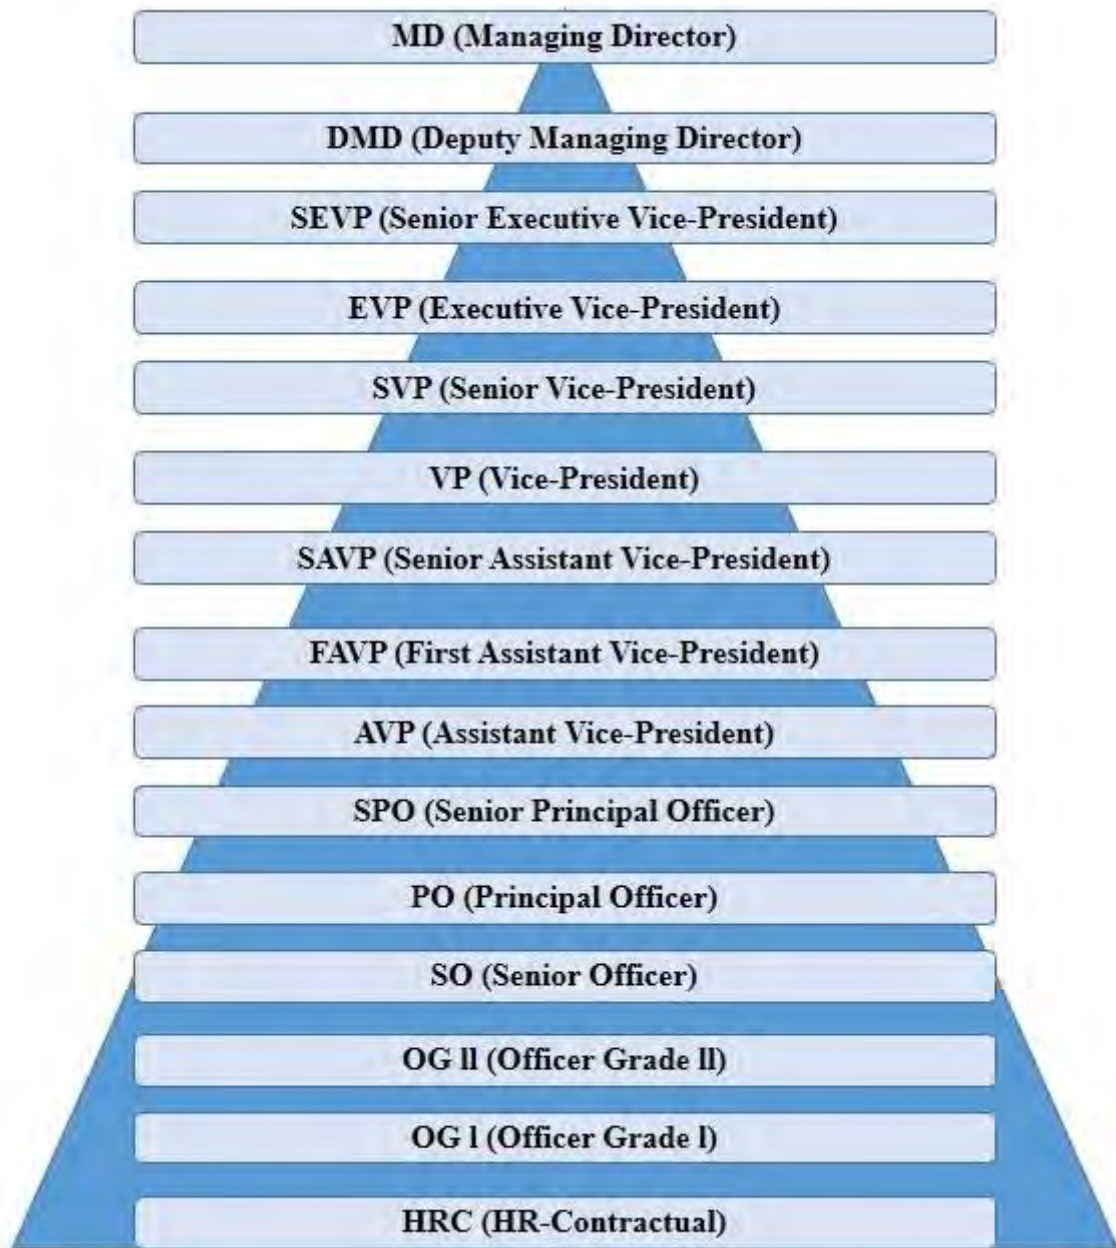 MD (Managing Director)
DMD (Deputy Managing Director)
SEVP (Senior Executive Vice-President)
EVP (Executive Vice-President)
SVP (Senior Vice-President)
VP (Vice-President)
SAVP (Senior Assistant Vice-President)
FAVP (First Assistant Vice-President)
AVP (Assistant Vice-President)
SPO (Senior Principal Officer)
PO (Principal Officer)
SO (Senior Officer)
OG ll (Officer Grade ll)
OG l (Officer Grade l)
HRC (HR-Contractual)